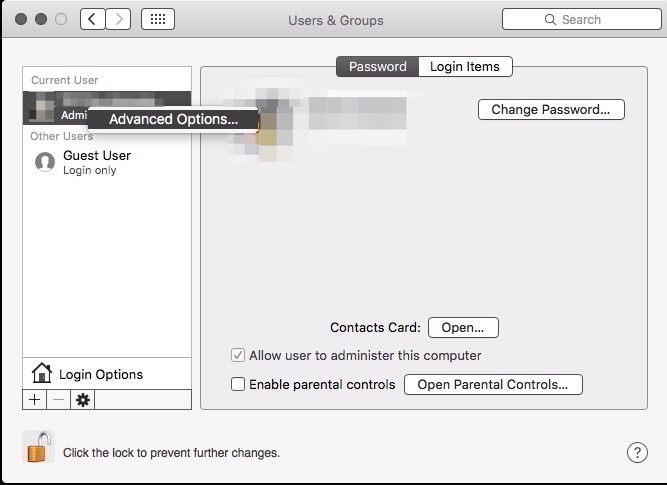 Users & Groups
Search
Current User
Password
Login Items
Advanced Options...
Change Password...
Other Users
Guest User
Login only
Contacts Card:
Open...
Allow user to administer this computer
Login Options
Enable parental controls
Open Parental Controls...
+
−
Click the lock to prevent further changes.
?